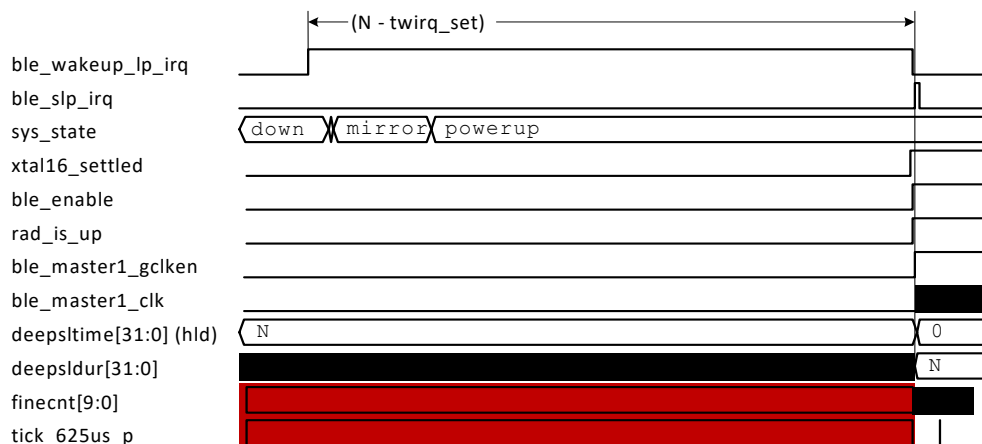 (N - twirq_set)
ble_wakeup_lp_irq
ble_slp_irq
sys_state down mirror powerup
xtal16_settled
ble_enable
rad_is_up
ble_master1_gclken
ble_master1_clk
deepsltime[31:0] (hld) N 0
deepsldur[31:0] N
finecnt[9:0]
tick_625us_p